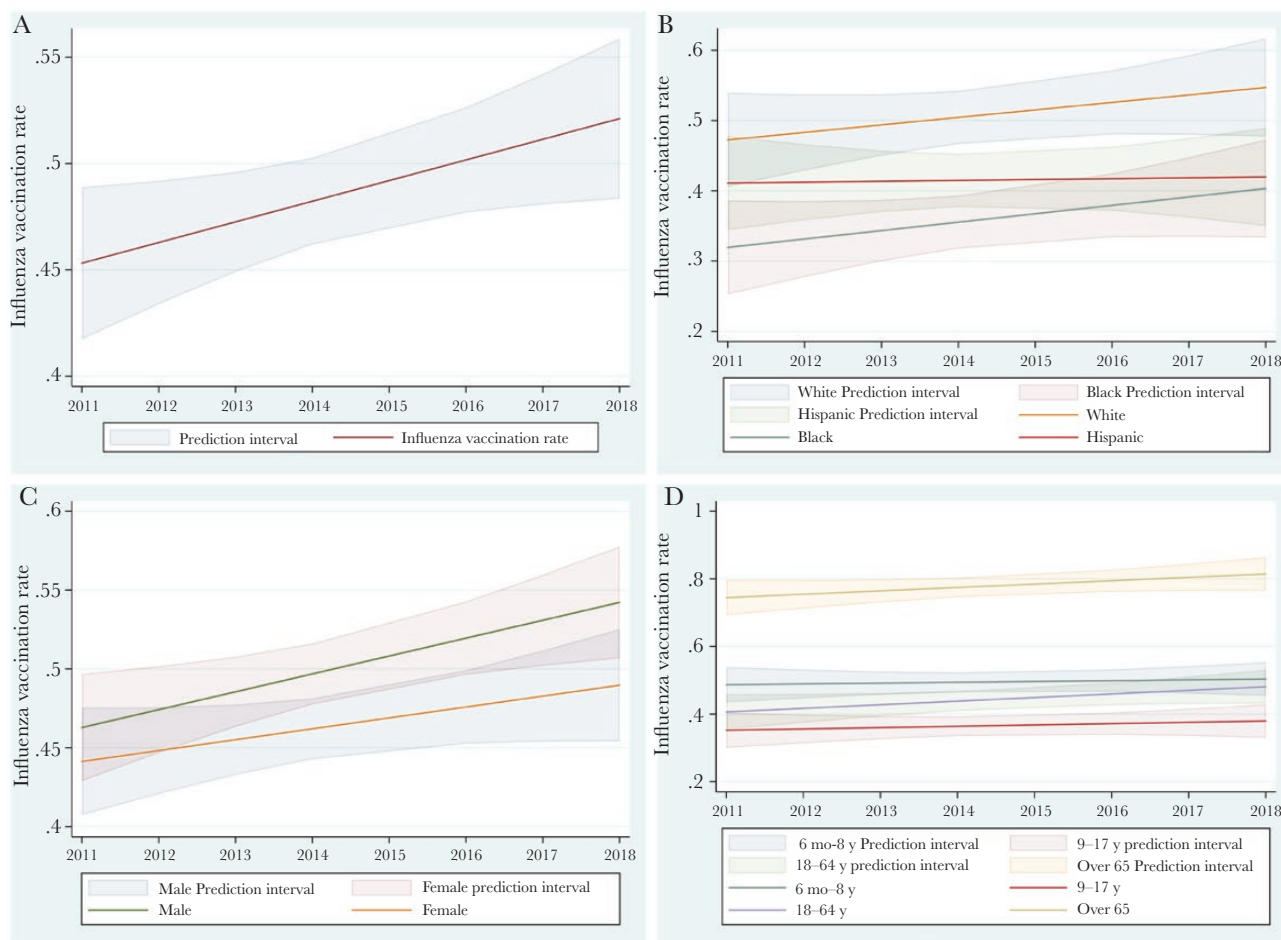 A
Influenza vaccination rate
.55
.5
.45
.4
2011 2012 2013 2014 2015 2016 2017 2018
Prediction interval Influenza vaccination rate
B
Influenza vaccination rate
.6
.5
.4
.3
.2
2011 2012 2013 2014 2015 2016 2017 2018
White Prediction interval Black Prediction interval
Hispanic Prediction interval White
Black Hispanic
C
Influenza vaccination rate
.6
.55
.5
.45
.4
2011 2012 2013 2014 2015 2016 2017 2018
Male Prediction interval Female prediction interval
Male Female
D
Influenza vaccination rate
1
.8
.6
.4
.2
2011 2012 2013 2014 2015 2016 2017 2018
6 mo-8 y Prediction interval 9–17 y prediction interval
18–64 y prediction interval Over 65 Prediction interval
6 mo–8 y 9–17 y
18–64 y Over 65